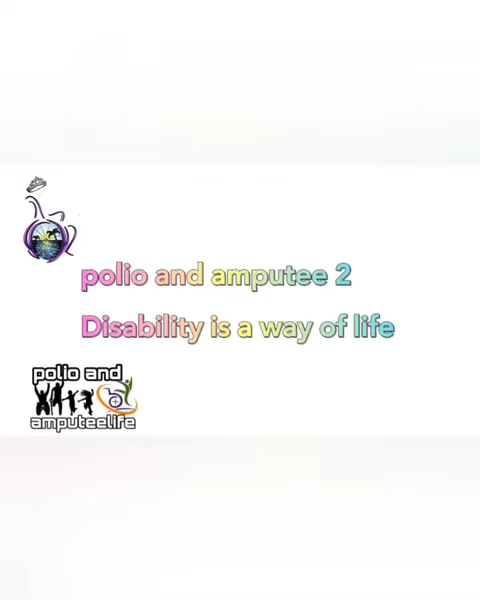 polio and amputee 2
Disability is a way of life
polio and
amputeelife